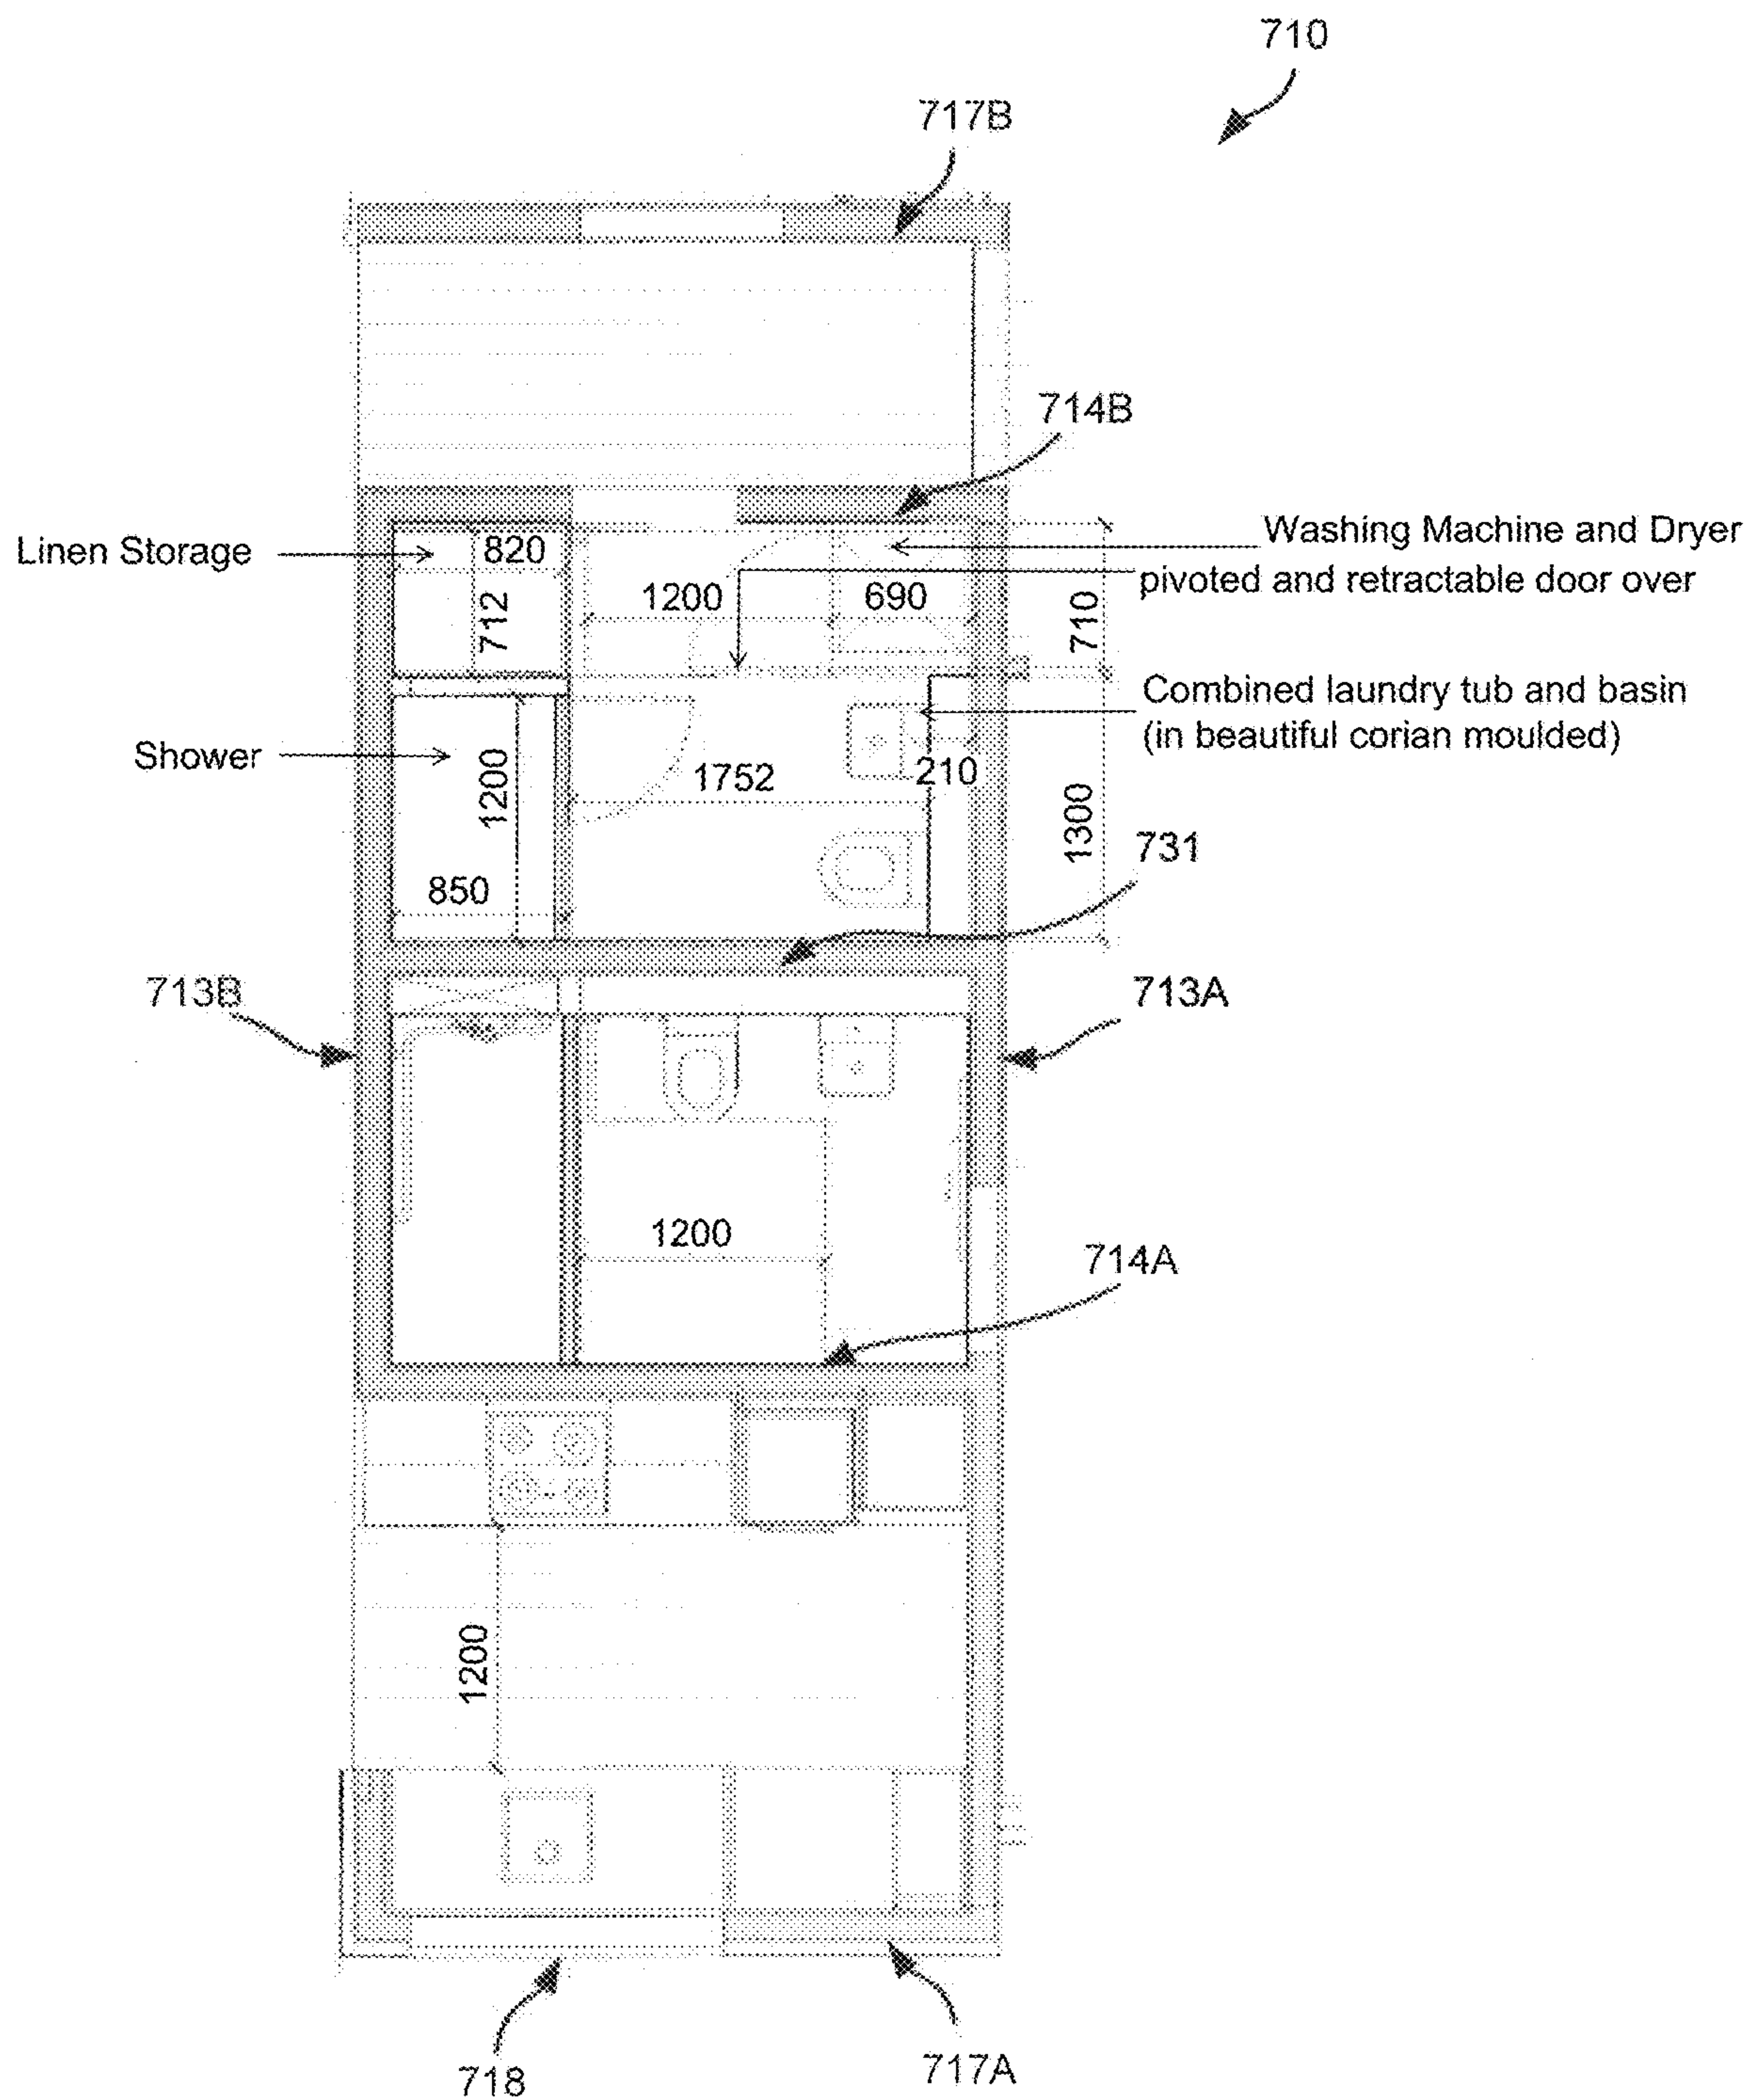 710
717B
714B
Linen Storage
820
Washing Machine and Dryer
pivoted and retractable door over
1200
690
712
710
Combined laundry tub and basin
(in beautiful corian moulded)
Shower
1200
1752
210
1300
731
850
713B
713A
1200
714A
1200
718
717A